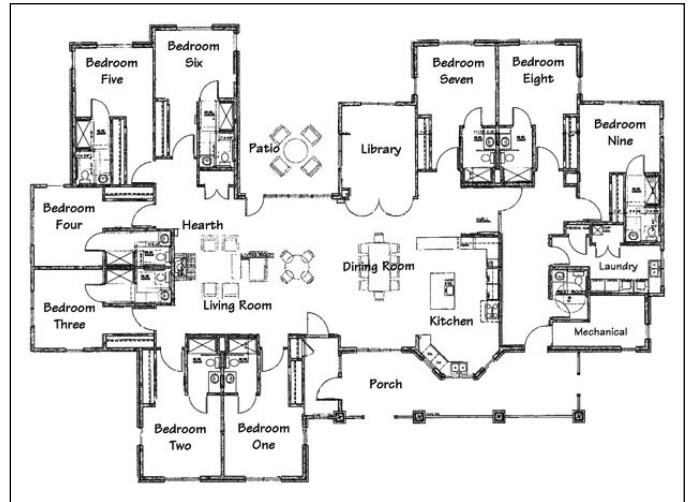 Bedroom
Six
Bedroom
Five
Bedroom
Seven
Bedroom
Eight
Bedroom
Nine
Patio
Library
Bedroom
Four
Hearth
Dining Room
Laundry
Living Room
Bedroom
Three
Kitchen
Mechanical
Porch
Bedroom
Two
Bedroom
One